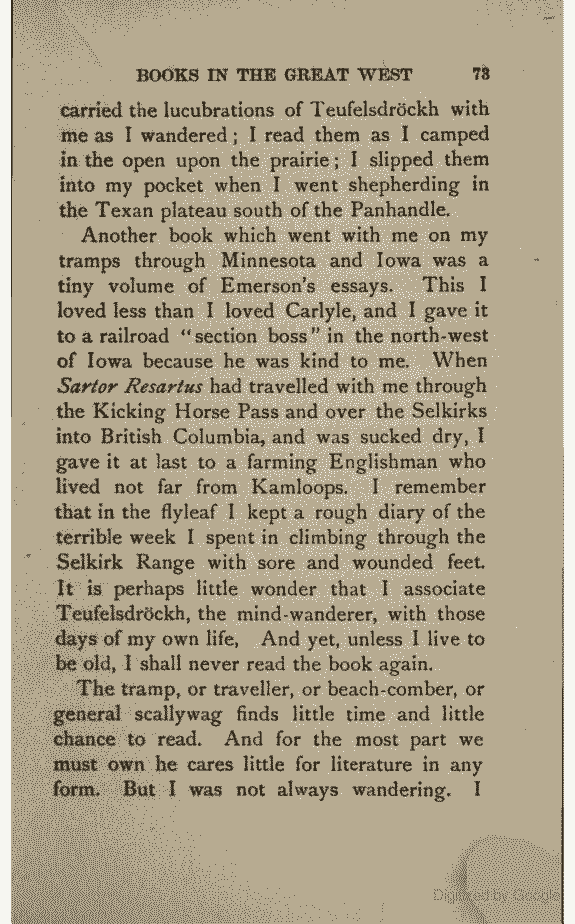 BOOKS IN THE GREAT WEST 73
carried the lucubrations of Teufelsdröckh with
me as I wandered; I read them as I camped
in the open upon the prairie; I slipped them
into my pocket when I went shepherding in
the Texan plateau south of the Panhandle.
Another book which went with me on my
tramps through Minnesota and Iowa was a
tiny volume of Emerson's essays. This I
loved less than I loved Carlyle, and I gave it
to a railroad "section boss" in the north-west
of Iowa because he was kind to me. When
Sartor Resartus had travelled with me through
the Kicking Horse Pass and over the Selkirks
into British Columbia, and was sucked dry, I
gave it at last to a farming Englishman who
lived not far from Kamloops. I remember
that in the flyleaf I kept a rough diary of the
terrible week I spent in climbing through the
Selkirk Range with sore and wounded feet.
It is perhaps little wonder that I associate
Teufelsdröckh, the mind-wanderer, with those
days of my own life, And yet, unless I live to
be old, I shall never read the book again.
The tramp, or traveller, or beach-comber, or
general scallywag finds little time and little
chance to read. And for the most part we
must own he cares little for literature in any
form. But I was not always wandering. I
Digitized by Google